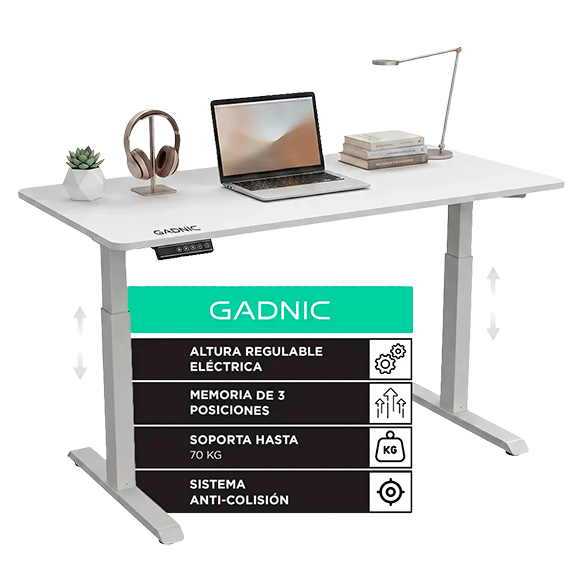 GADNIC
GADNIC
ALTURA REGULABLE
ELÉCTRICA
MEMORIA DE 3
POSICIONES
SOPORTA HASTA
70 KG
KG
SISTEMA
ANTI-COLISIÓN